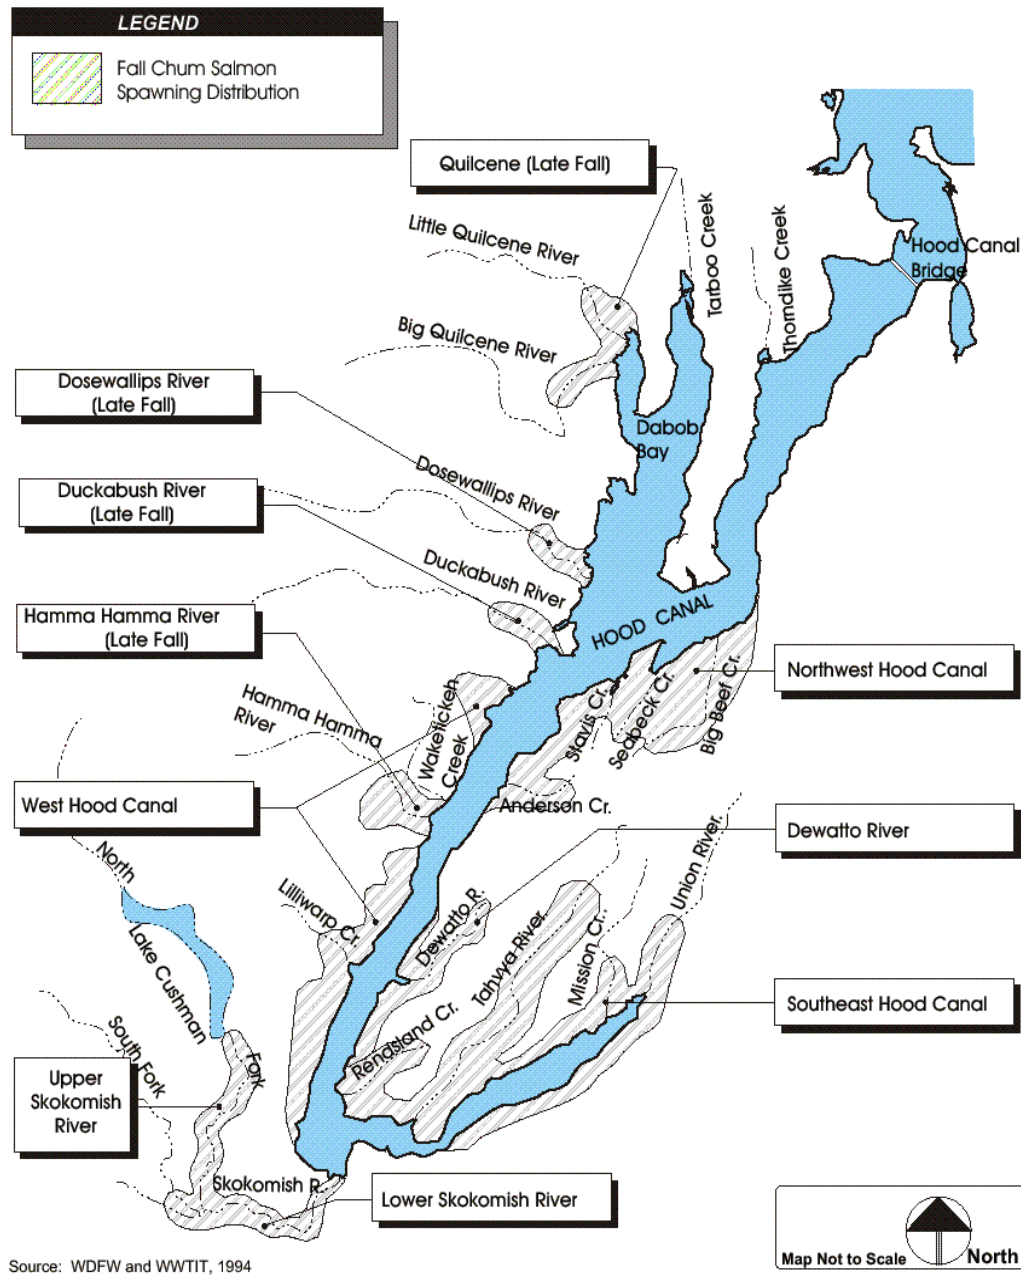 LEGEND
Fall Chum Salmon
Spawning Distribution
Quilcene (Late Fall)
Little Quilcene River
Tarboo Creek
Thorndike Creek
Hood Canal
Bridge
Big Quilcene River
Dosewallips River
(Late Fall)
Dabob
Bay
Dosewallips River
Duckabush River
(Late Fall)
Duckabush River
Hamma Hamma River
(Late Fall)
HOOD CANAL
Northwest Hood Canal
Big Beef Cr.
Seabeck Cr.
Stavis Cr.
Hamma Hamma
River
Waketicken
Creek
West Hood Canal
Anderson Cr.
Dewatto River
Union River.
North
Lilliwarp Cr.
Dewatto R.
Tahvya River.
Mission Cr.
Lake Cushman
Southeast Hood Canal
South Fork
Fork
Rendsland Cr.
Upper
Skokomish
River
Skokomish R.
Lower Skokomish River
Map Not to Scale
North
Source: WDFW and WWTIT, 1994